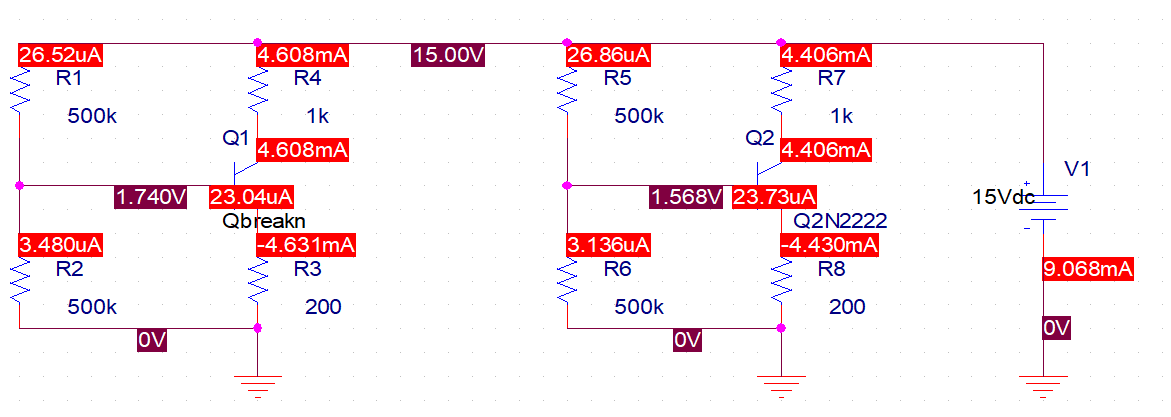 26.52uA 4.608mA 15.00V 26.86uA 4.406mA
R1 R4 R5 R7
500k 1k 500k 1k
Q1 4.608mA Q2 4.406mA
V1
1.740V 23.04uA 1.568V 23.73uA 15Vdc
+
Qbreakn Q2N2222
-
3.480uA -4.631mA 3.136uA -4.430mA
R2 R3 R6 R8 9.068mA
500k 200 500k 200
0V 0V 0V